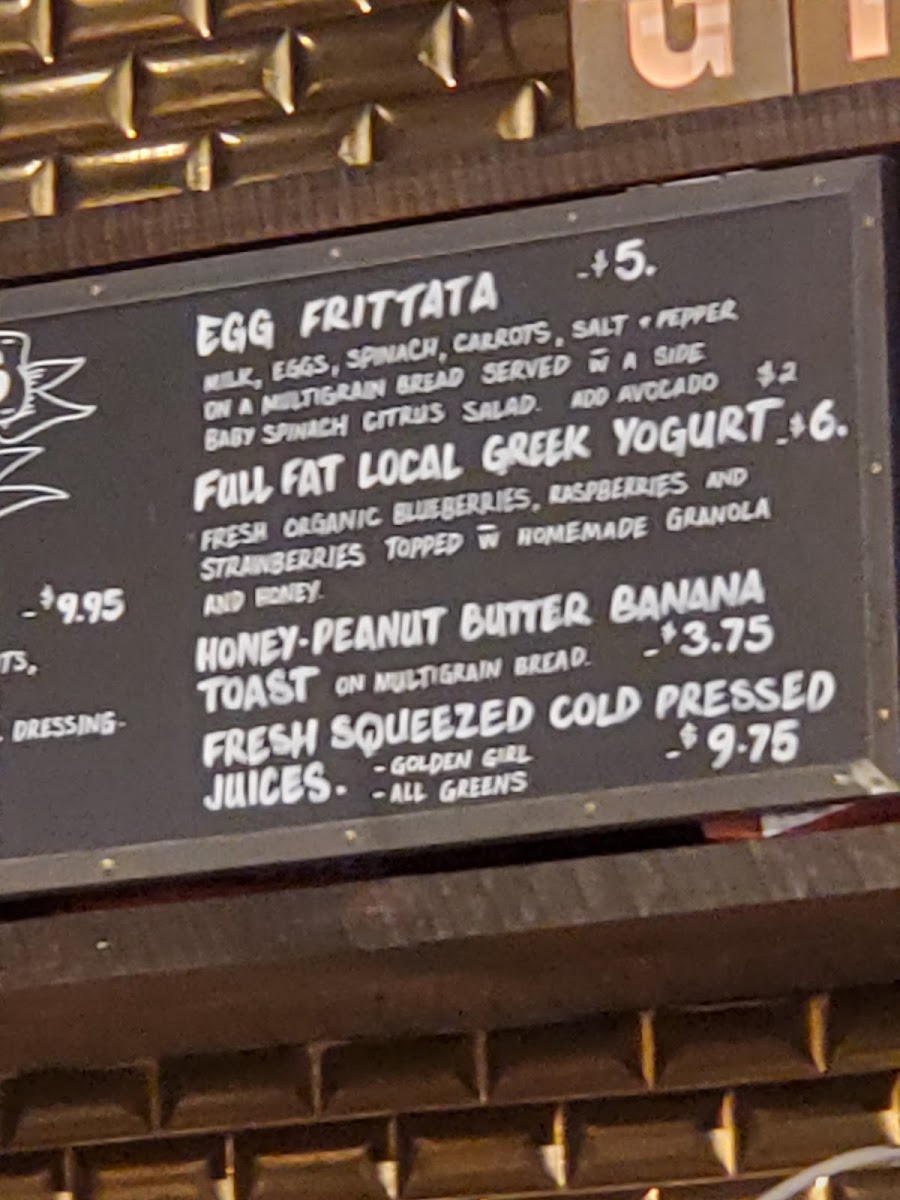 G
EGG FRITTATA -$5.
MILK, EGGS, SPINACH, CARROTS, SALT + PEPPER
ON A MULTIGRAIN BREAD SERVED W̄ A SIDE
BABY SPINACH CITRUS SALAD. ADD AVOCADO $2
FULL FAT LOCAL GREEK YOGURT -$6.
FRESH ORGANIC BLUEBERRIES, RASPBERRIES AND
STRAWBERRIES TOPPED W̄ HOMEMADE GRANOLA
AND HONEY.
HONEY-PEANUT BUTTER BANANA
TOAST ON MULTIGRAIN BREAD. -$3.75
FRESH SQUEEZED COLD PRESSED
JUICES. -GOLDEN GIRL -$9.75
-ALL GREENS
-$9.95
TS,
DRESSING-